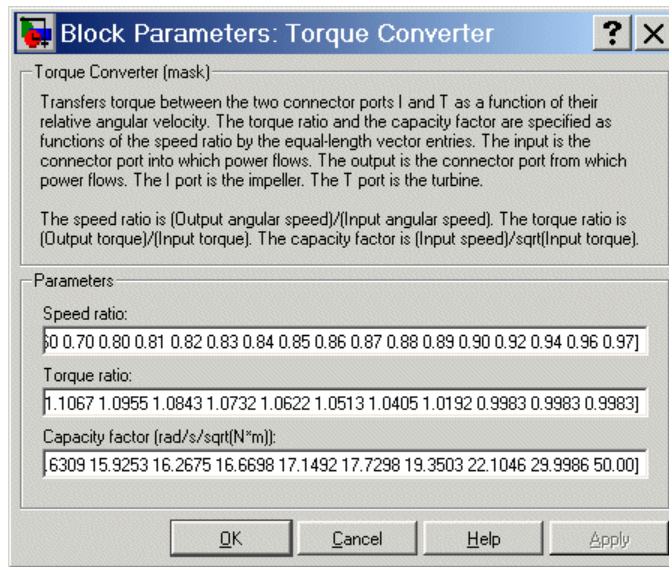 Block Parameters: Torque Converter
Torque Converter (mask)
Transfers torque between the two connector ports I and T as a function of their
relative angular velocity. The torque ratio and the capacity factor are specified as
functions of the speed ratio by the equal-length vector entries. The input is the
connector port into which power flows. The output is the connector port from which
power flows. The I port is the impeller. The T port is the turbine.
The speed ratio is (Output angular speed)/(Input angular speed). The torque ratio is
(Output torque)/(Input torque). The capacity factor is (Input speed)/sqrt(Input torque).
Parameters
Speed ratio:
0.70 0.80 0.81 0.82 0.83 0.84 0.85 0.86 0.87 0.88 0.89 0.90 0.92 0.94 0.96 0.97]
Torque ratio:
1.1067 1.0955 1.0843 1.0732 1.0622 1.0513 1.0405 1.0192 0.9983 0.9983 0.9983]
Capacity factor (rad/s/sqrt(N*m)):
.6309 15.9253 16.2675 16.6698 17.1492 17.7298 19.3503 22.1046 29.9986 50.00]
OK Cancel Help Apply